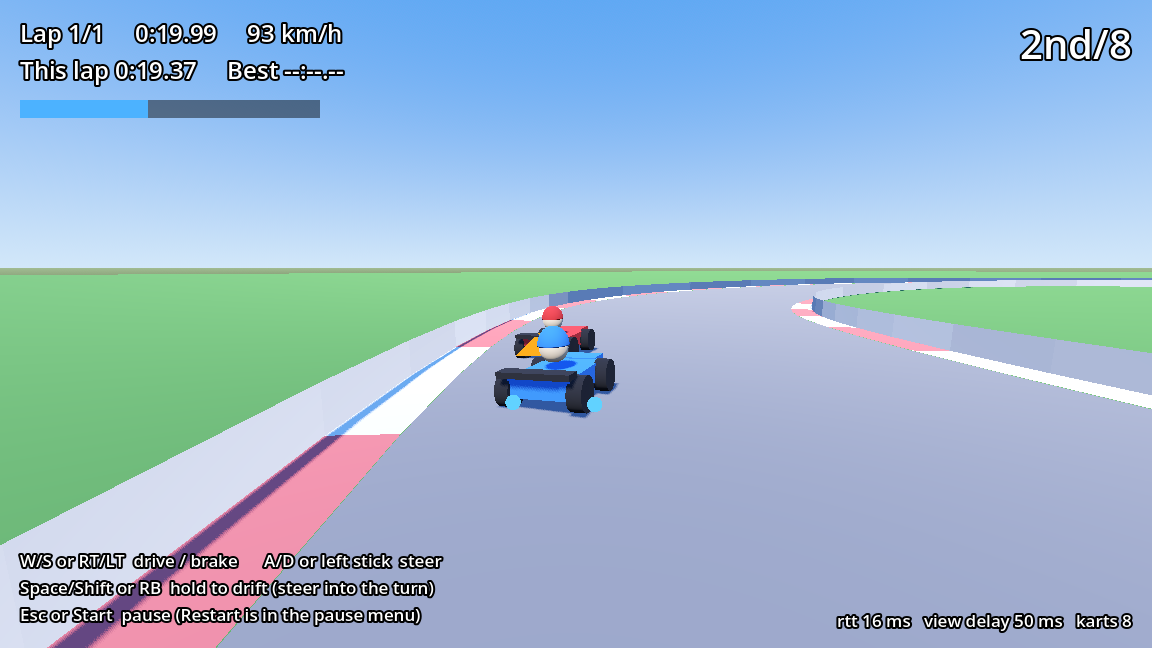 Lap 1/1 0:19.99 93 km/h
2nd/8
This lap 0:19.37 Best --:--.--
W/S or RT/LT drive / brake A/D or left stick steer
Space/Shift or RB hold to drift (steer into the turn)
Esc or Start pause (Restart is in the pause menu)
rtt 16 ms view delay 50 ms karts 8